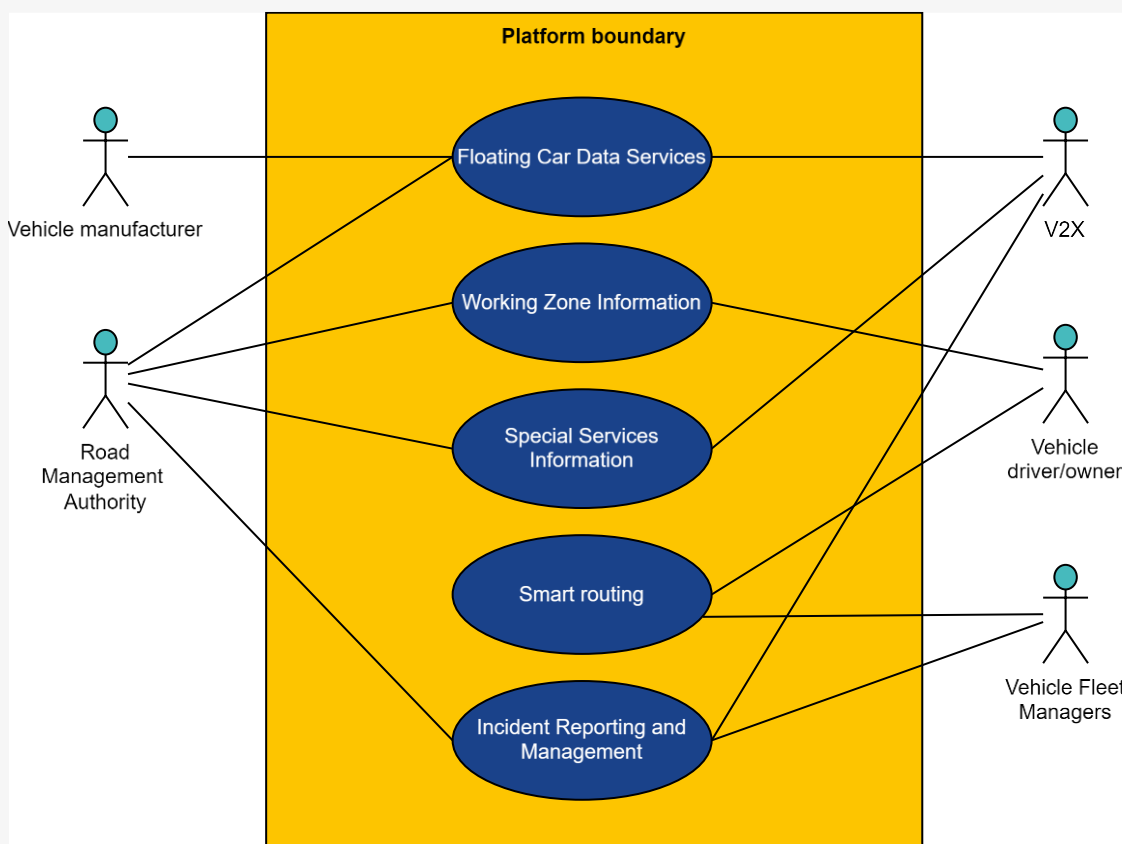 Platform boundary
Vehicle manufacturer
Floating Car Data Services
V2X
Working Zone Information
Road
Management
Authority
Special Services
Information
Vehicle
driver/owner
Smart routing
Incident Reporting and
Management
Vehicle Fleet
Managers